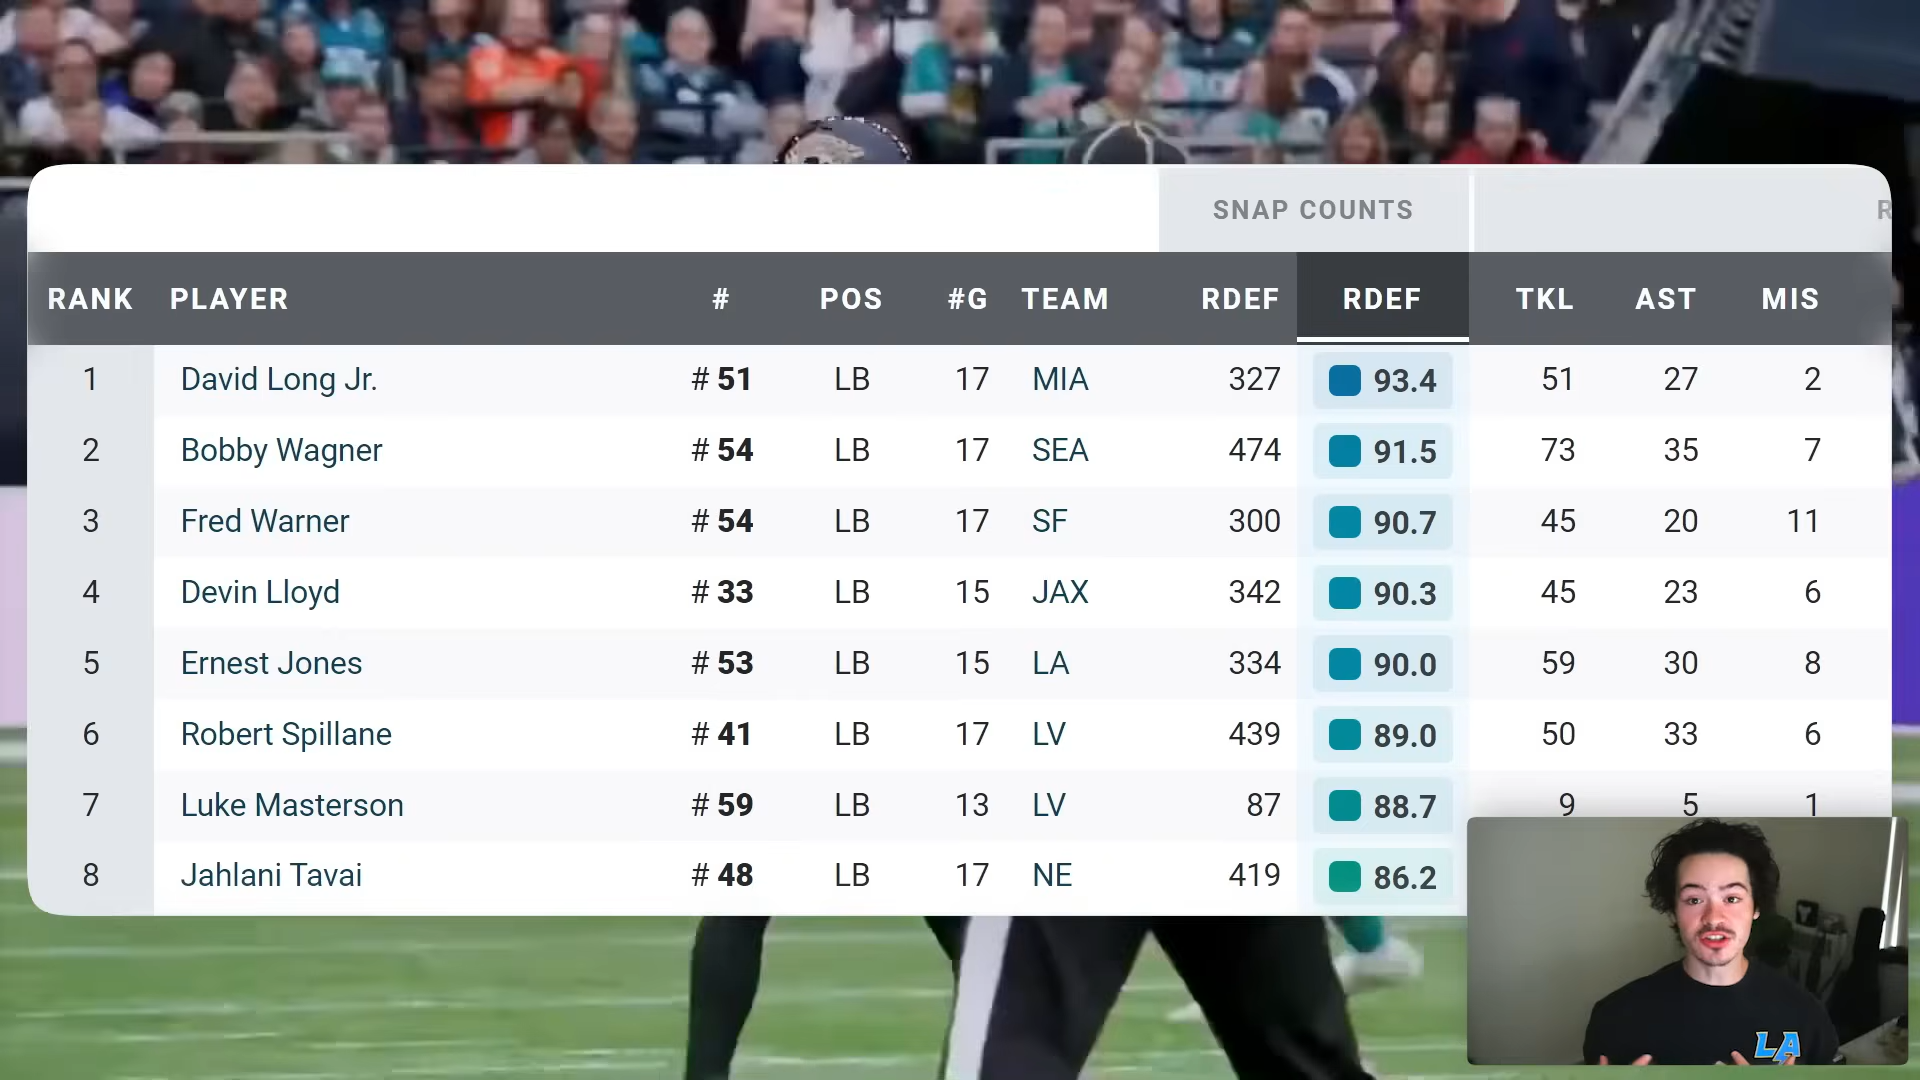 SNAP COUNTS R
RANK PLAYER # POS #G TEAM RDEF RDEF TKL AST MIS
1 David Long Jr. # 51 LB 17 MIA 327 93.4 51 27 2
2 Bobby Wagner # 54 LB 17 SEA 474 91.5 73 35 7
3 Fred Warner # 54 LB 17 SF 300 90.7 45 20 11
4 Devin Lloyd # 33 LB 15 JAX 342 90.3 45 23 6
5 Ernest Jones # 53 LB 15 LA 334 90.0 59 30 8
6 Robert Spillane # 41 LB 17 LV 439 89.0 50 33 6
7 Luke Masterson # 59 LB 13 LV 87 88.7 9 5 1
8 Jahlani Tavai # 48 LB 17 NE 419 86.2
LA